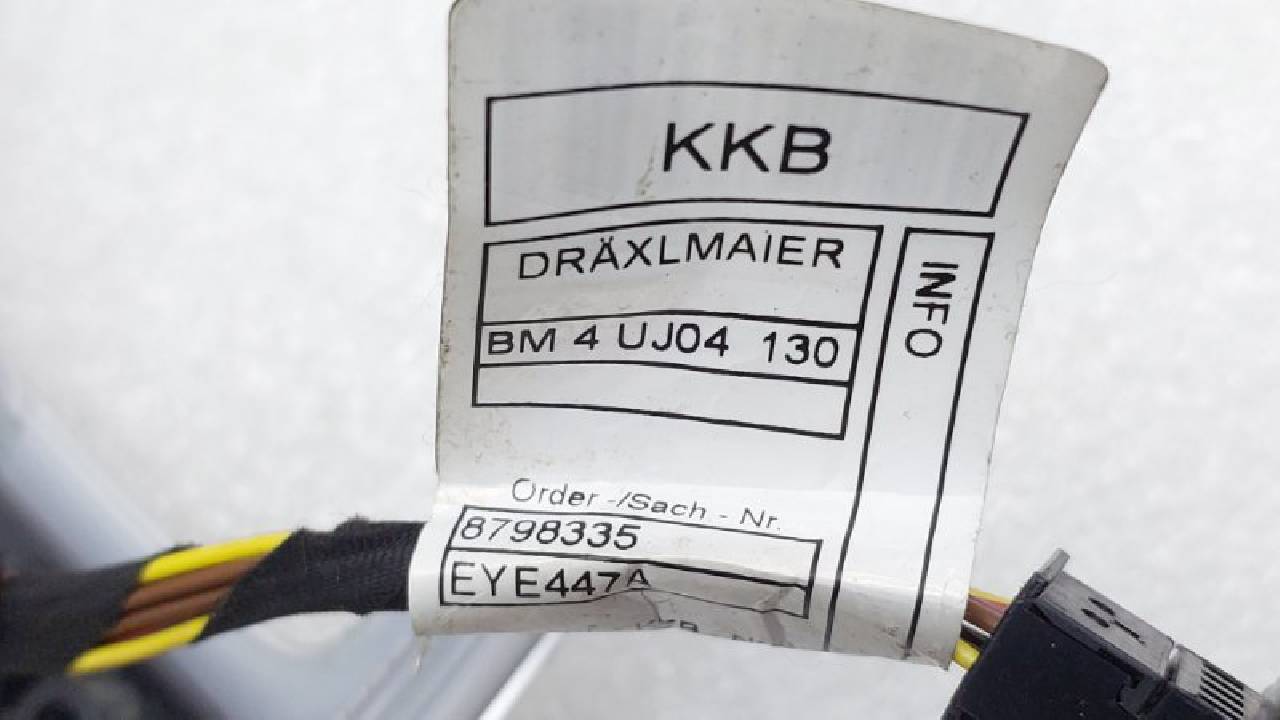 KKB
DRÄXLMAIER
INFO
BM 4 UJ04 130
Order -/Sach - Nr.
8798335
EYE447A